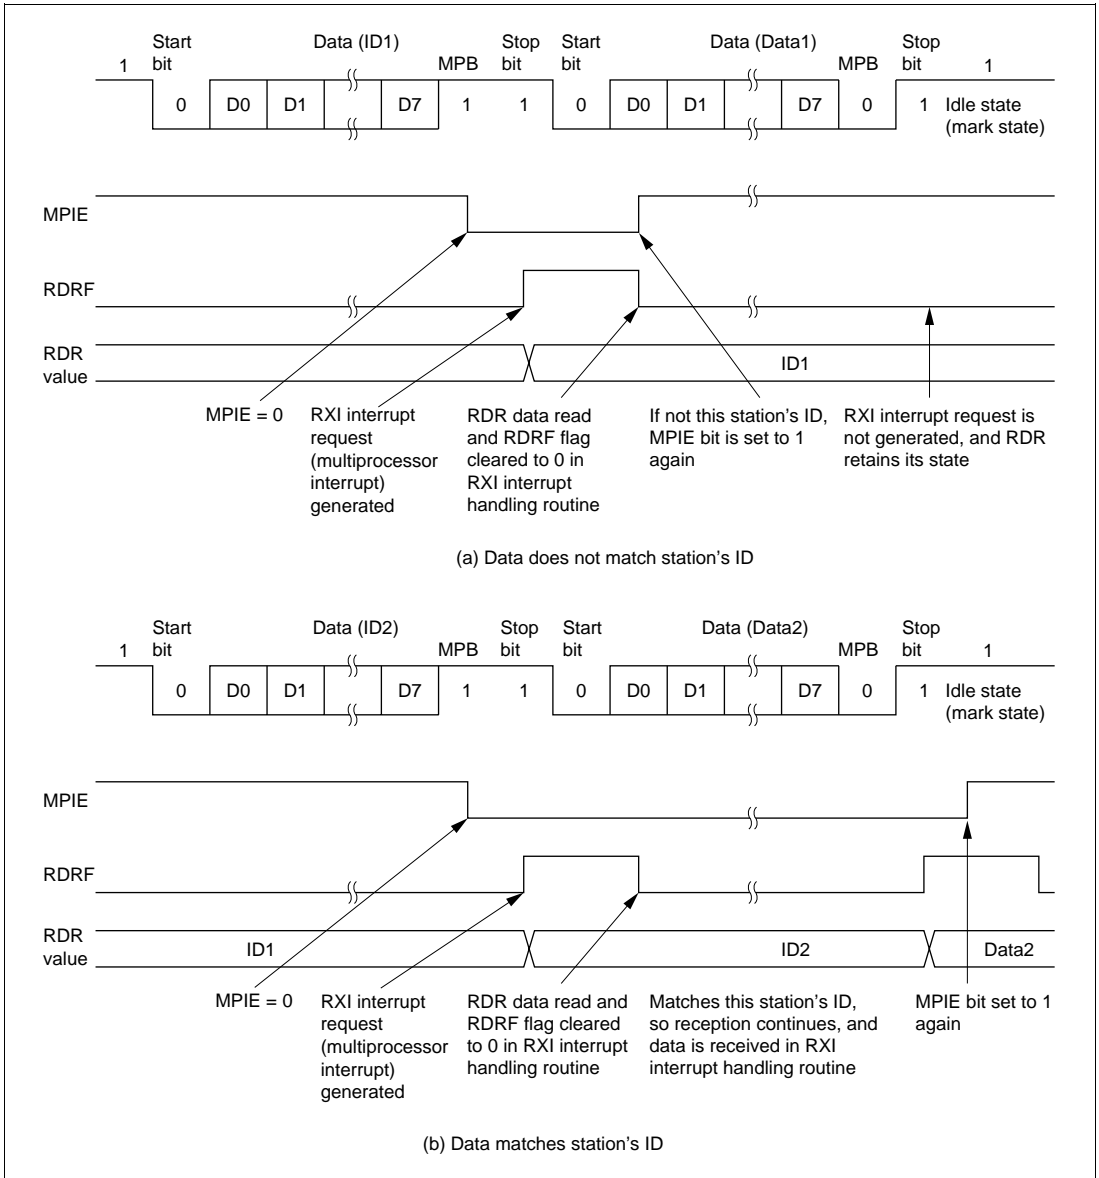 Start bit Data (ID1) MPB Stop bit Start bit Data (Data1) MPB Stop bit
1 1
0 D0 D1 D7 1 1 0 D0 D1 D7 0 1 Idle state (mark state)
MPIE
RDRF
RDR value ID1
MPIE = 0
RXI interrupt
request
(multiprocessor
interrupt)
generated
RDR data read
and RDRF flag
cleared to 0 in
RXI interrupt
handling routine
If not this station's ID,
MPIE bit is set to 1
again
RXI interrupt request is
not generated, and RDR
retains its state
(a) Data does not match station's ID
Start bit Data (ID2) MPB Stop bit Start bit Data (Data2) MPB Stop bit
1 1
0 D0 D1 D7 1 1 0 D0 D1 D7 0 1 Idle state (mark state)
MPIE
RDRF
RDR value ID1 ID2 Data2
MPIE = 0
RXI interrupt
request
(multiprocessor
interrupt)
generated
RDR data read and
RDRF flag cleared
to 0 in RXI interrupt
handling routine
Matches this station's ID,
so reception continues, and
data is received in RXI
interrupt handling routine
MPIE bit set to 1
again
(b) Data matches station's ID